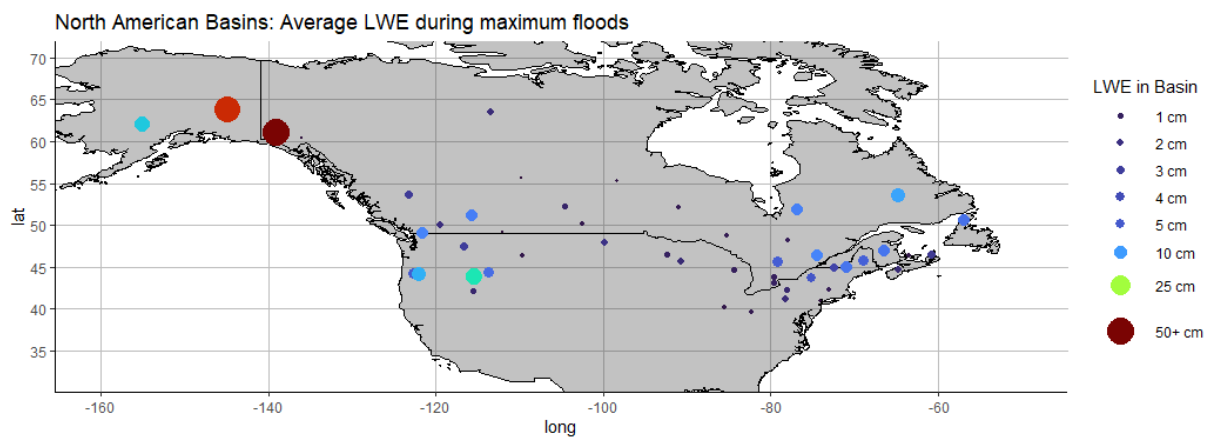 North American Basins: Average LWE during maximum floods
70
65
60
55
50
45
40
35
lat
-160
-140
-120
-100
-80
-60
long
LWE in Basin
1 cm
2 cm
3 cm
4 cm
5 cm
10 cm
25 cm
50+ cm